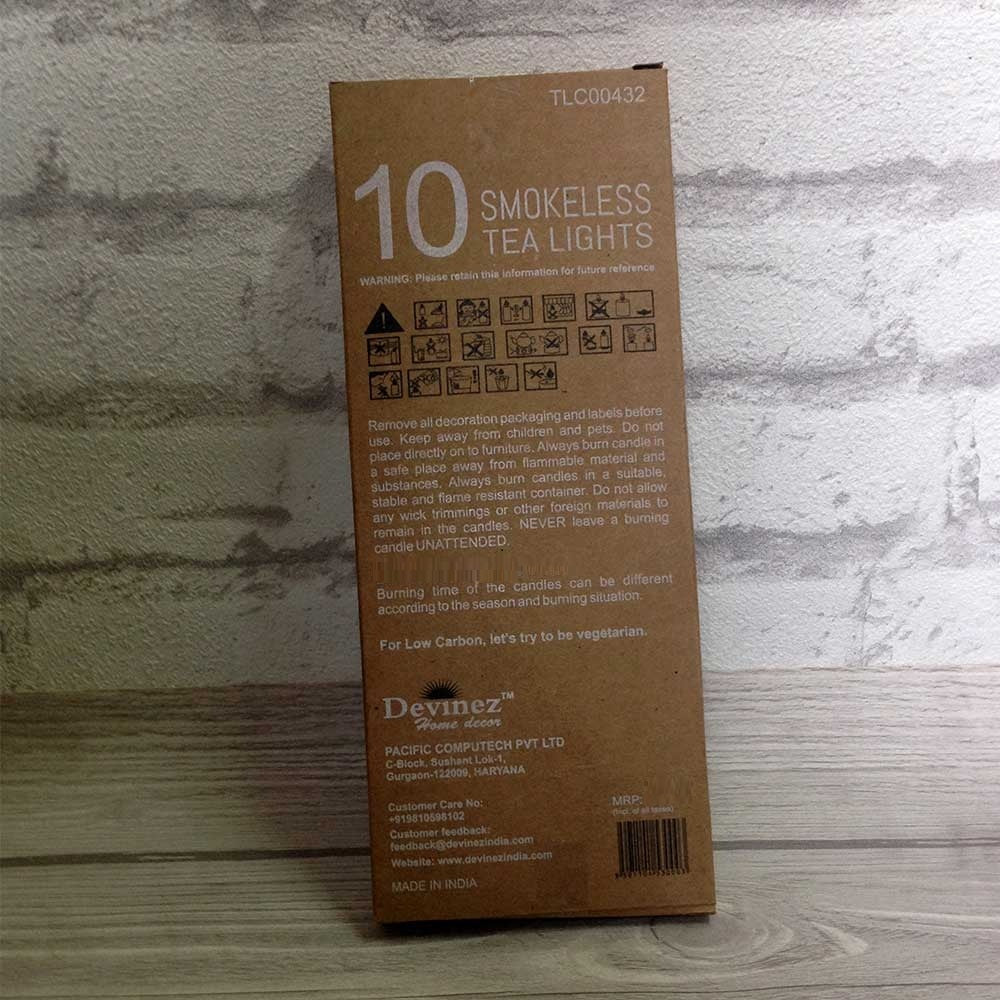 TLC00432
10 SMOKELESS
TEA LIGHTS
WARNING: Please retain this information for future reference
Remove all decoration packaging and labels before
use. Keep away from children and pets. Do not
place directly on to furniture. Always burn candle in
a safe place away from flammable material and
substances. Always burn candles in a suitable,
stable and flame resistant container. Do not allow
any wick trimmings or other foreign materials to
remain in the candles. NEVER leave a burning
candle UNATTENDED.
Burning time of the candles can be different
according to the season and burning situation.
For Low Carbon, let's try to be vegetarian.
Devinez™
Home decor
PACIFIC COMPUTECH PVT LTD
C-Block, Sushant Lok-1,
Gurgaon-122009, HARYANA
Customer Care No:
+919810598102
Customer feedback:
feedback@devinezindia.com
Website: www.devinezindia.com
MADE IN INDIA
MRP:
(Incl. of all taxes)